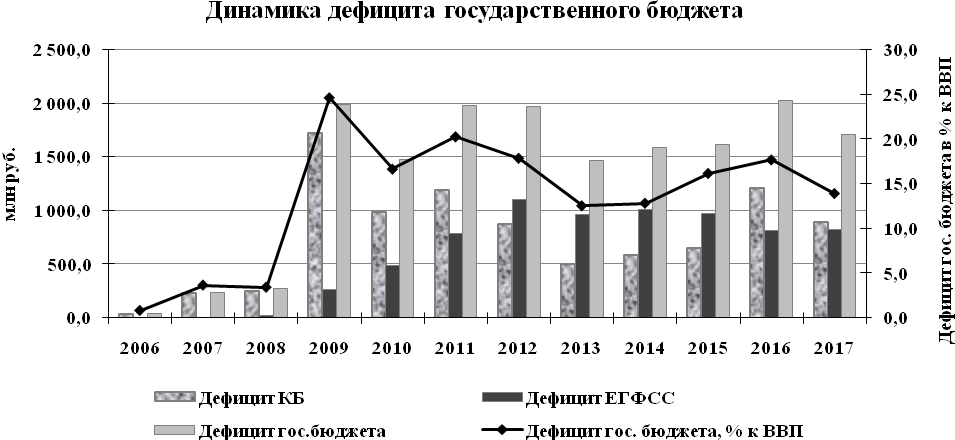 Динамика дефицита государственного бюджета
2 500,0
2 000,0
1 500,0
1 000,0
500,0
0,0
млн руб.
30,0
25,0
20,0
15,0
10,0
5,0
0,0
Дефицит гос. бюджета в % к ВВП
2006 2007 2008 2009 2010 2011 2012 2013 2014 2015 2016 2017
Дефицит КБ
Дефицит ЕГФСС
Дефицит гос.бюджета
Дефицит гос. бюджета, % к ВВП